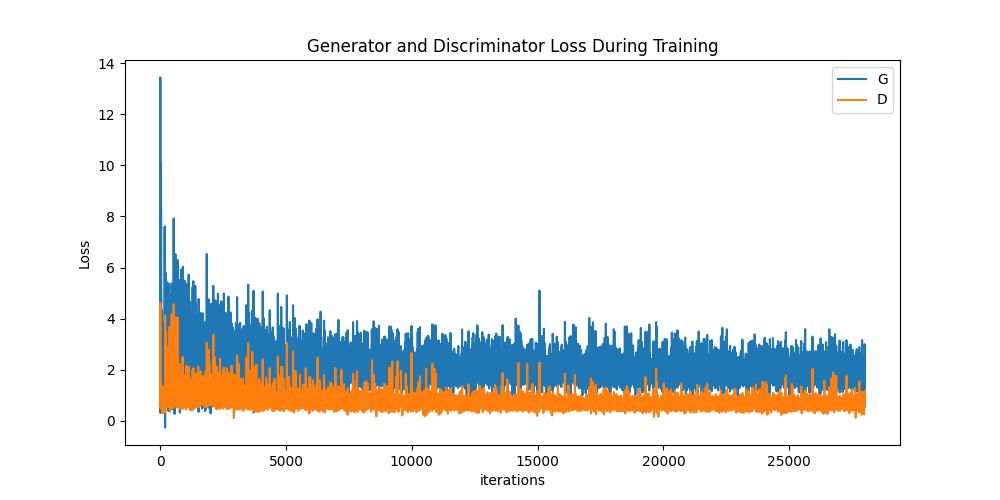 Generator and Discriminator Loss During Training
14
12
10
8
6
4
2
0
Loss
G
D
0 5000 10000 15000 20000 25000
iterations